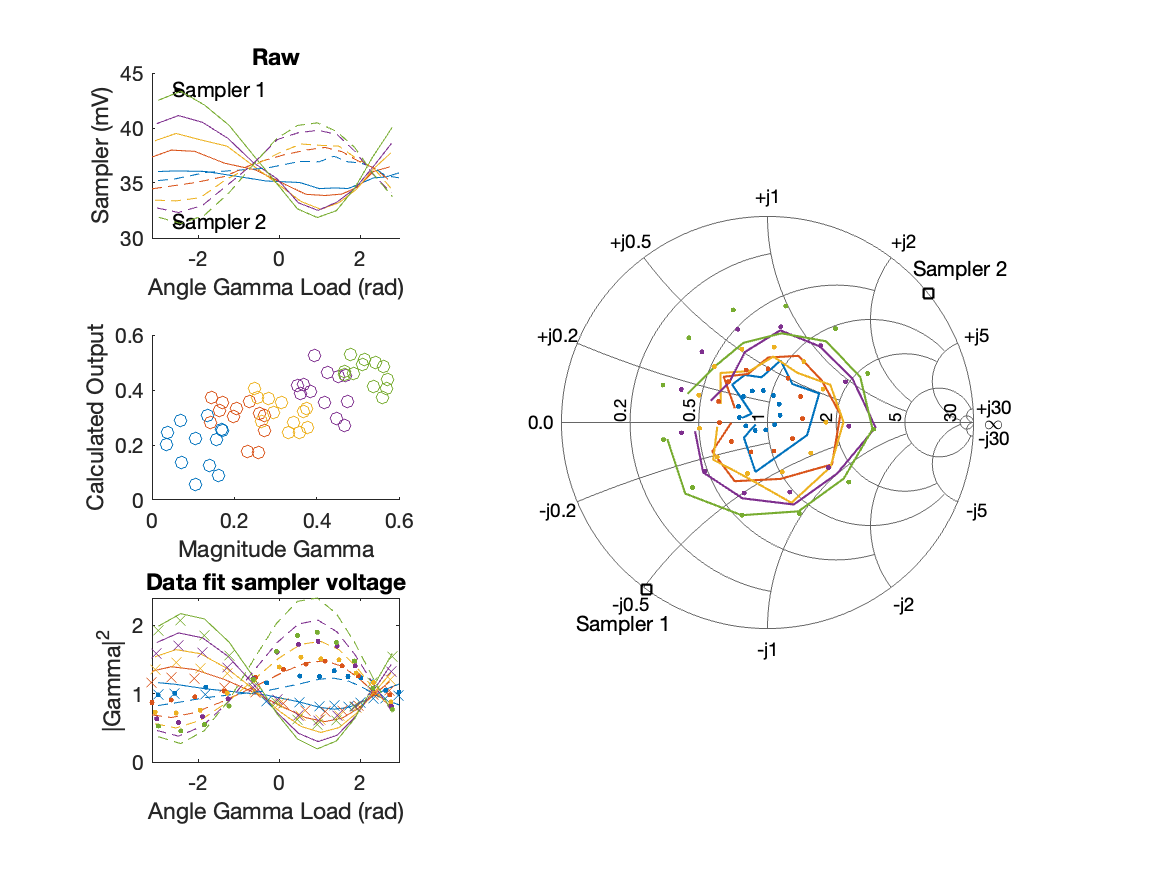 Raw
45
40
35
30
Sampler (mV)
Sampler 1
Sampler 2
-2
0
2
Angle Gamma Load (rad)
0.6
0.4
0.2
0
Calculated Output
0
0.2
0.4
0.6
Magnitude Gamma
Data fit sampler voltage
2
1
0
|Gamma|²
-2
0
2
Angle Gamma Load (rad)
+j1
+j0.5
+j2
Sampler 2
+j0.2
+j5
0.0
0.2
0.5
1
2
5
30
+j30
∞
-j30
-j0.2
-j5
-j0.5
-j2
Sampler 1
-j1